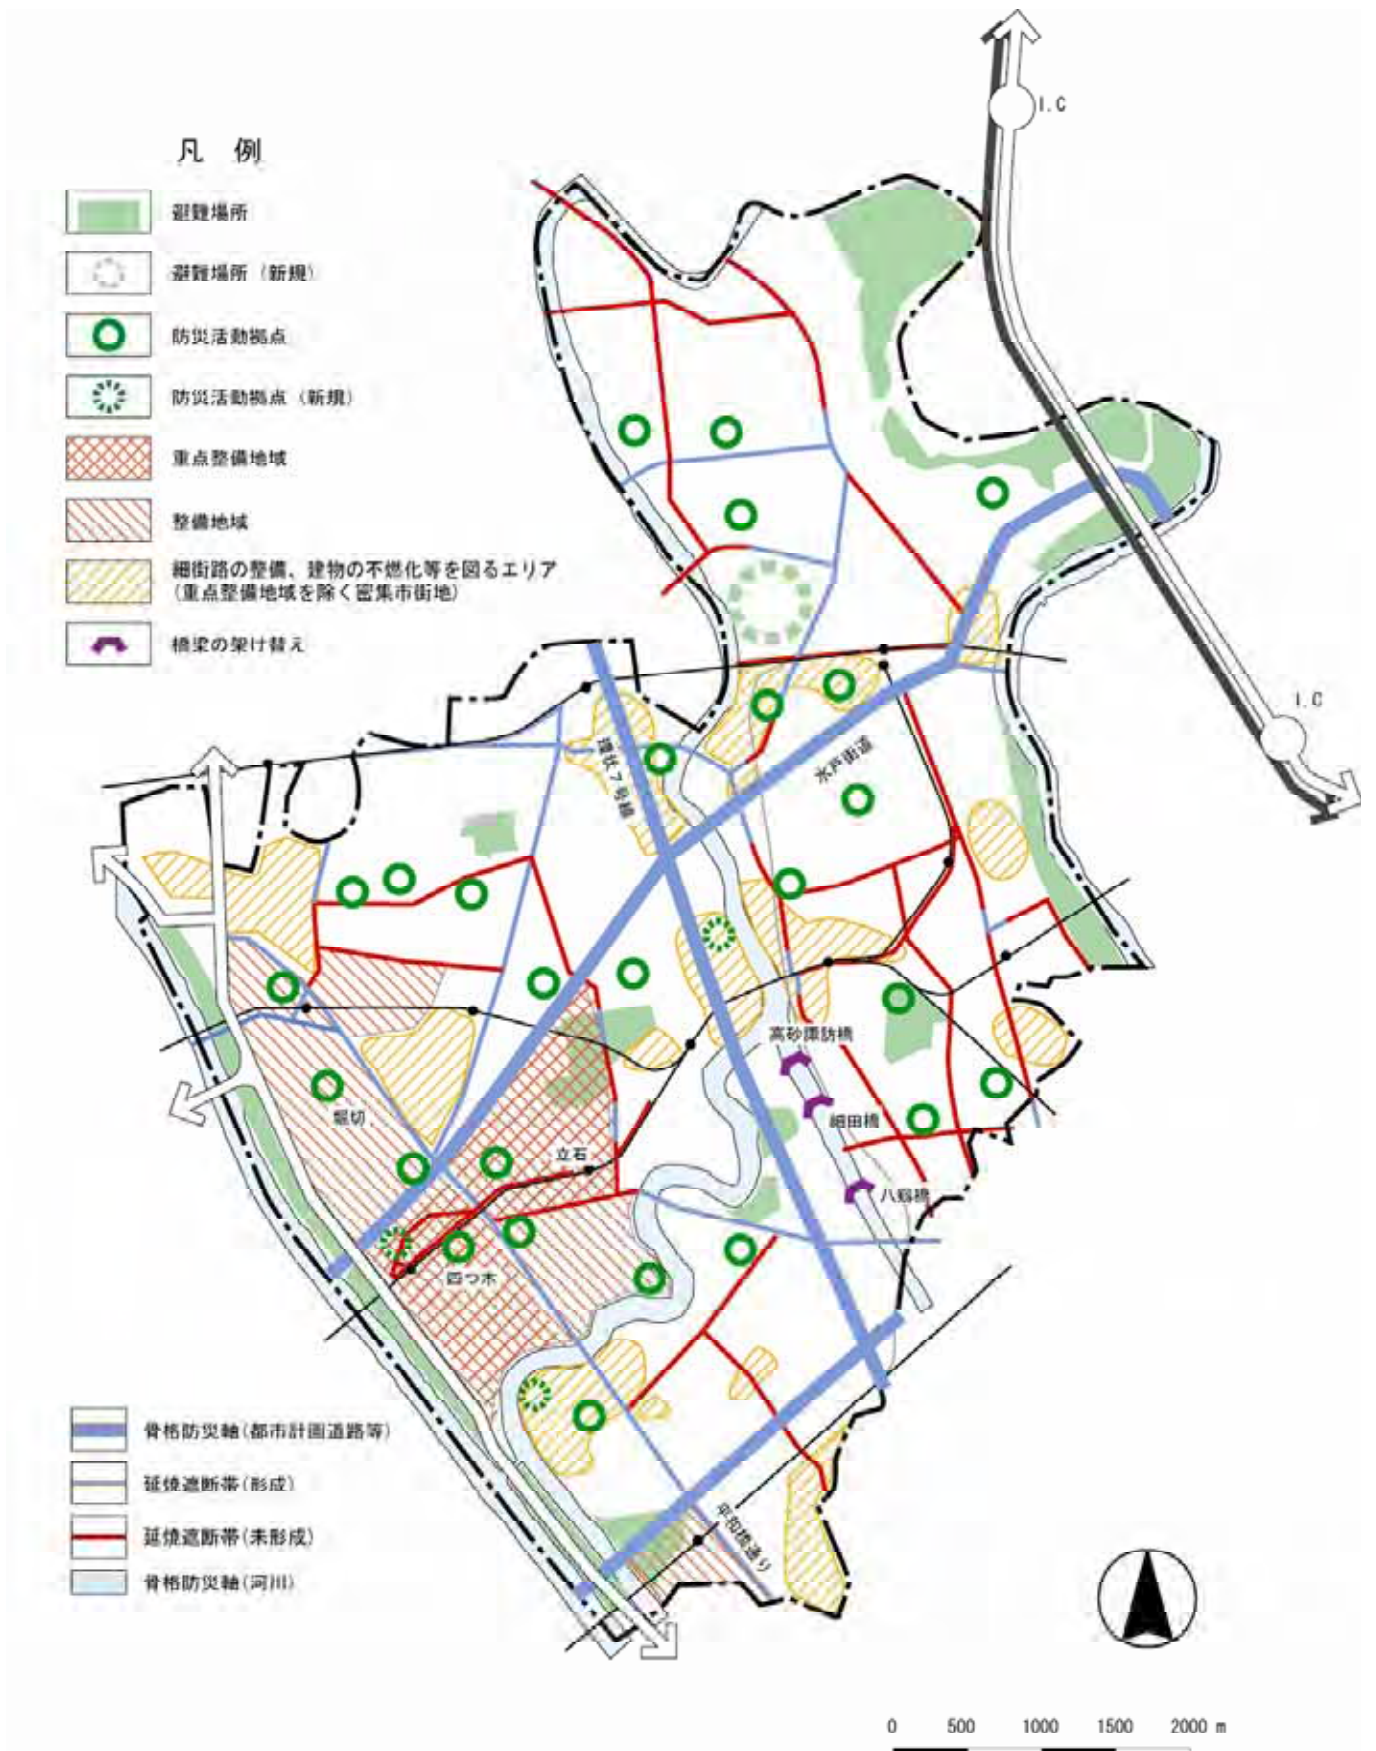 I.C
凡 例
避難場所
避難場所（新規）
防災活動拠点
防災活動拠点（新規）
重点整備地域
整備地域
細街路の整備、建物の不燃化等を図るエリア
（重点整備地域を除く密集市街地）
橋梁の架け替え
I.C
環状７号線
水戸街道
高砂諏訪橋
細田橋
八剱橋
堀切
立石
四つ木
平和橋通り
骨格防災軸（都市計画道路等）
延焼遮断帯（形成）
延焼遮断帯（未形成）
骨格防災軸（河川）
0 500 1000 1500 2000 m